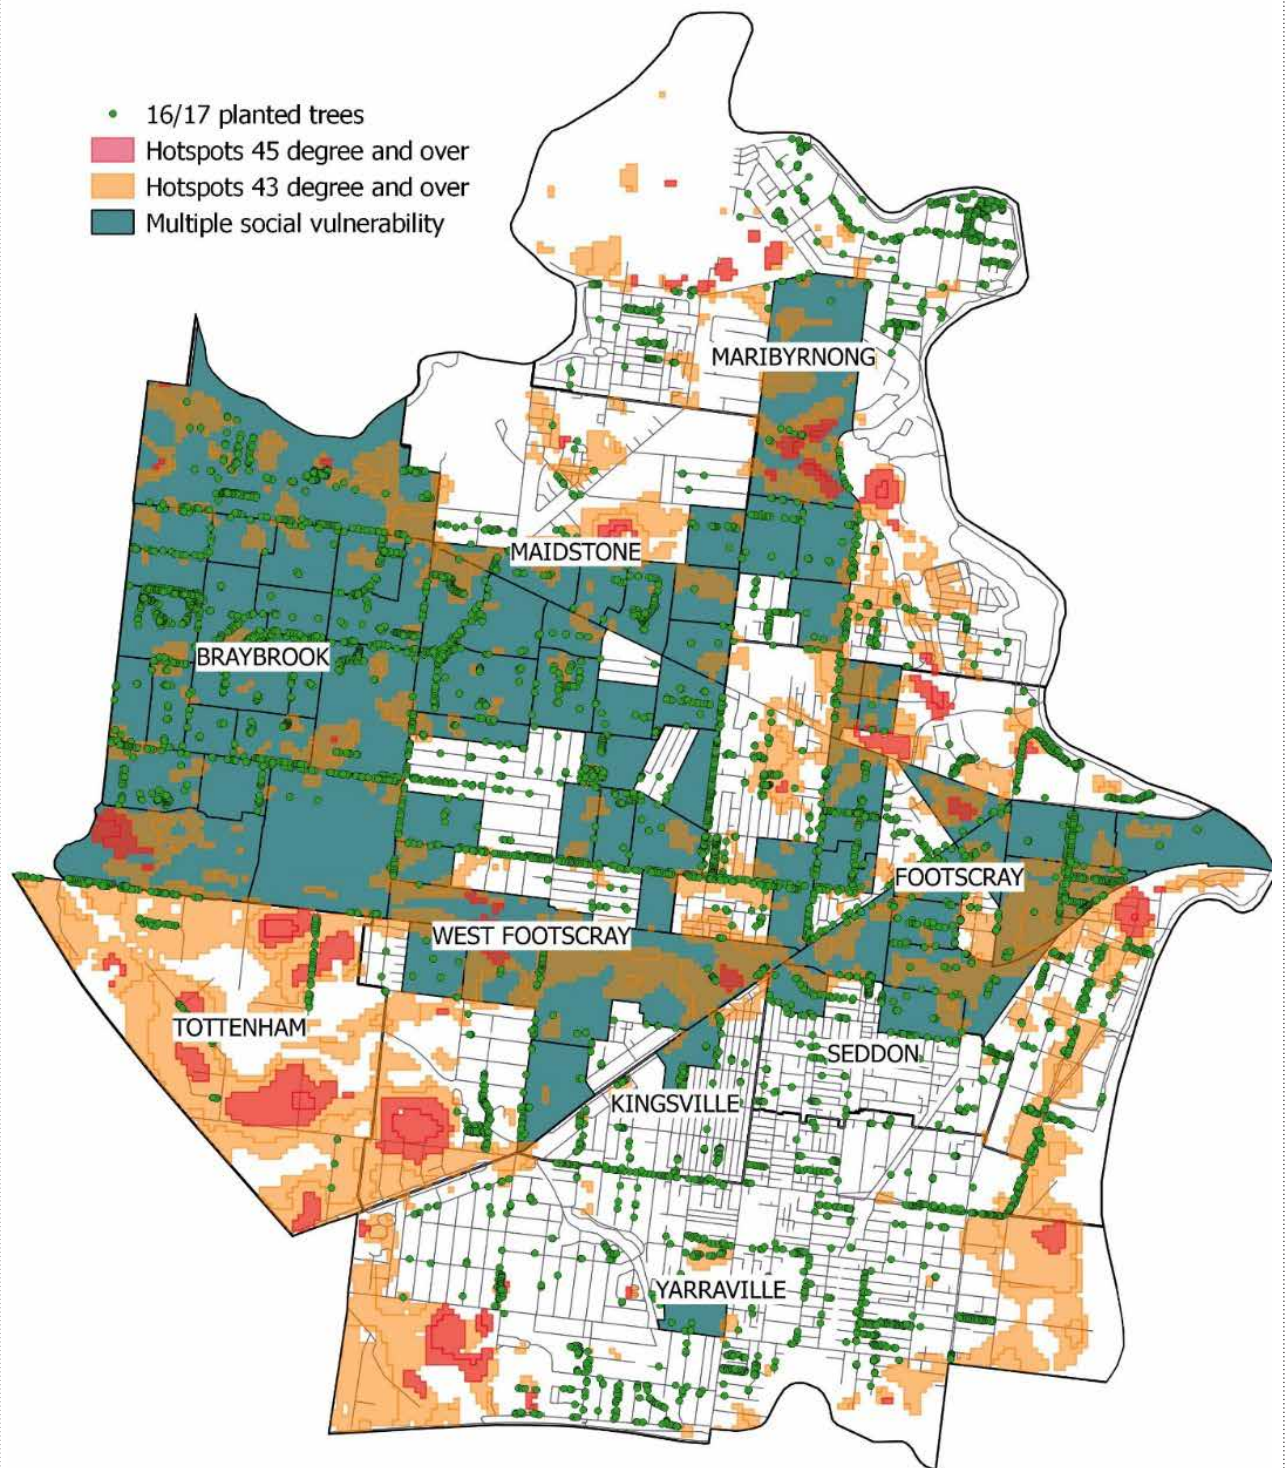 16/17 planted trees
Hotspots 45 degree and over
Hotspots 43 degree and over
Multiple social vulnerability
MARIBYRNONG
MAIDSTONE
BRAYBROOK
FOOTSCRAY
WEST FOOTSCRAY
TOTTENHAM
SEDDON
KINGSVILLE
YARRAVILLE